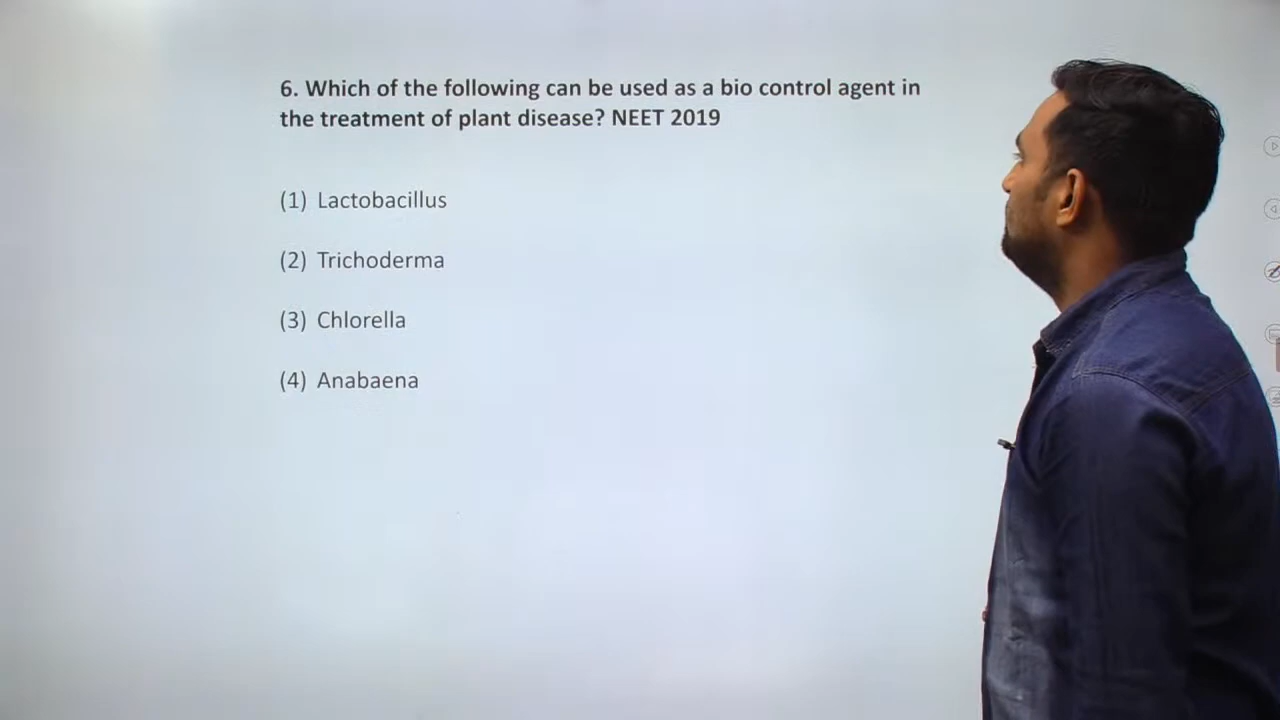 6. Which of the following can be used as a bio control agent in
the treatment of plant disease? NEET 2019
(1) Lactobacillus
(2) Trichoderma
(3) Chlorella
(4) Anabaena